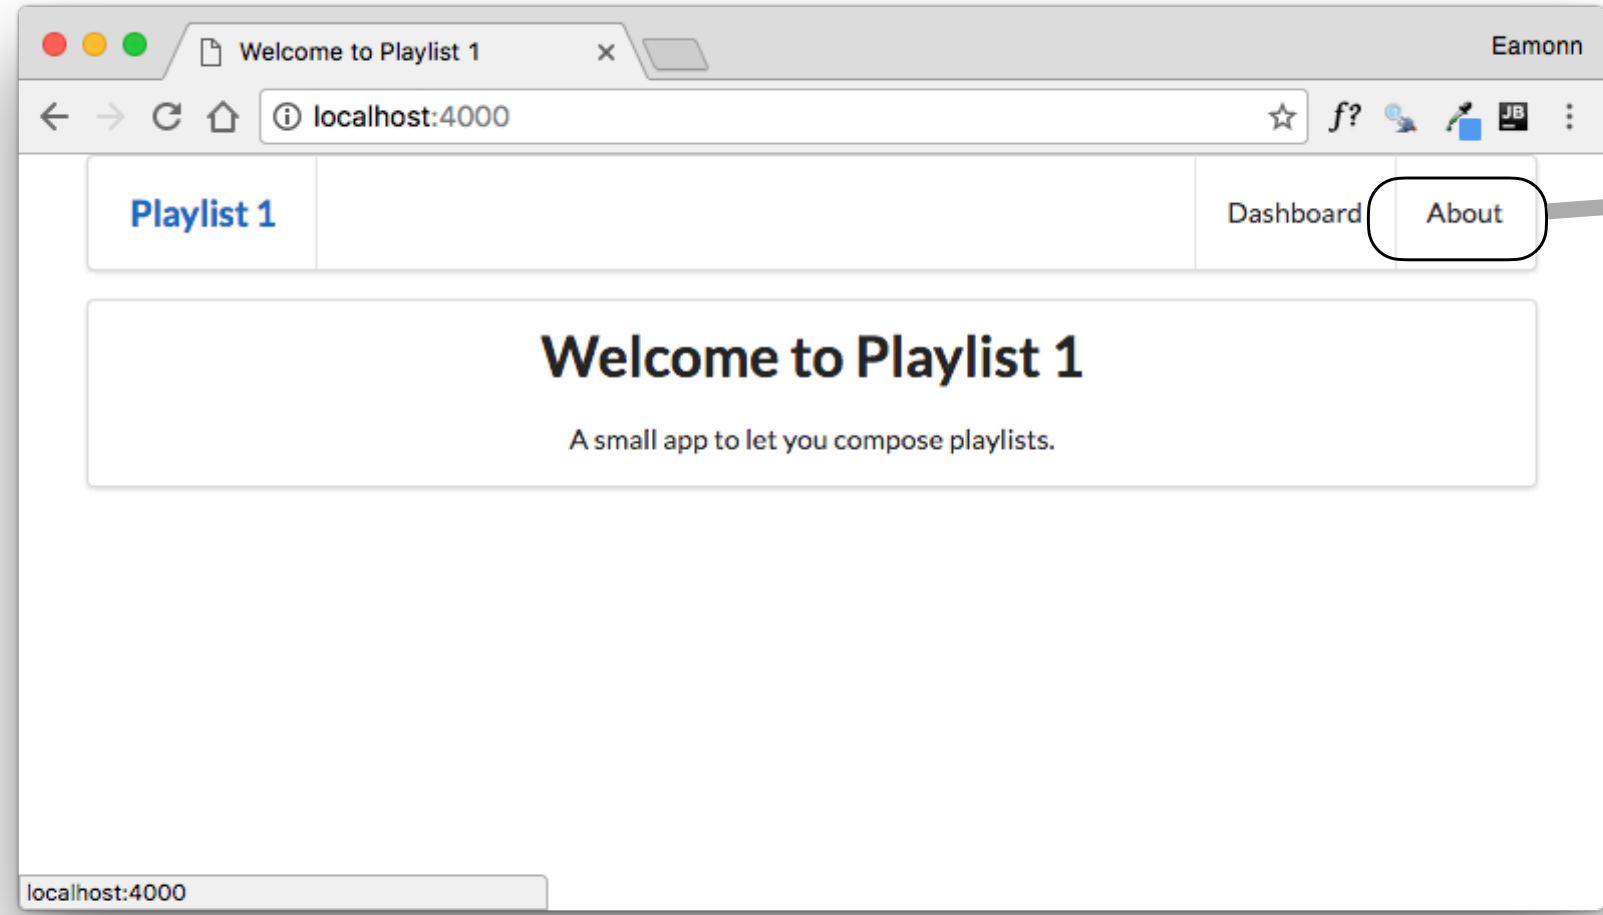 Welcome to Playlist 1
Eamonn
localhost:4000
f?
JB
Playlist 1
Dashboard
About
Welcome to Playlist 1
A small app to let you compose playlists.
localhost:4000